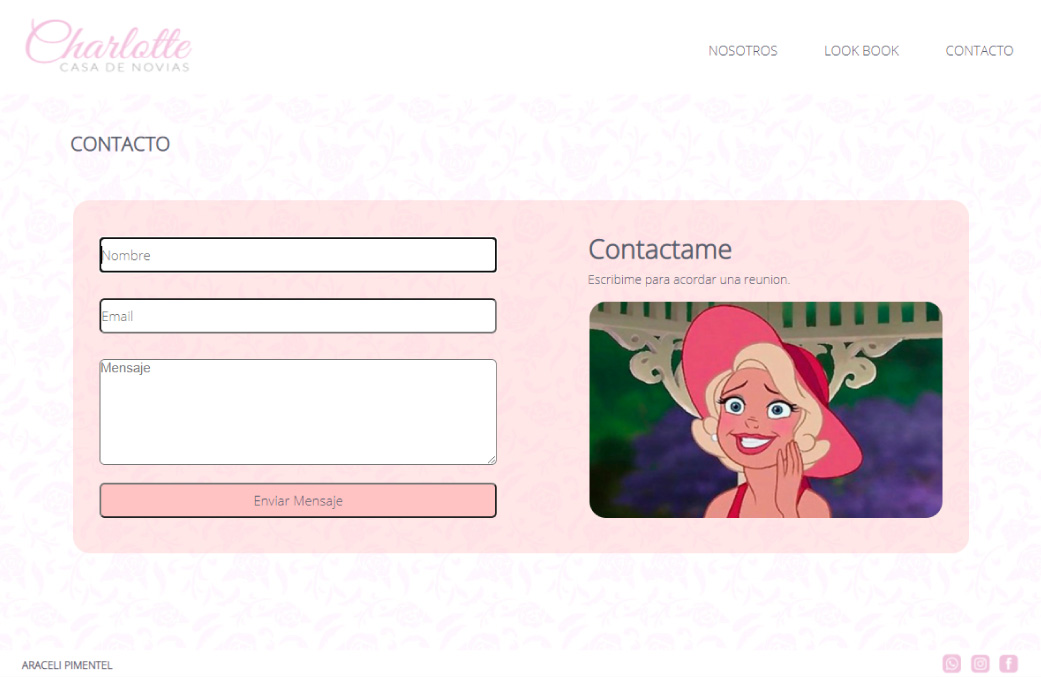 Charlotte
CASA DE NOVIAS
NOSOTROS
LOOK BOOK
CONTACTO
CONTACTO
Nombre
Email
Mensaje
Enviar Mensaje
Contactame
Escribime para acordar una reunion.
ARACELI PIMENTEL